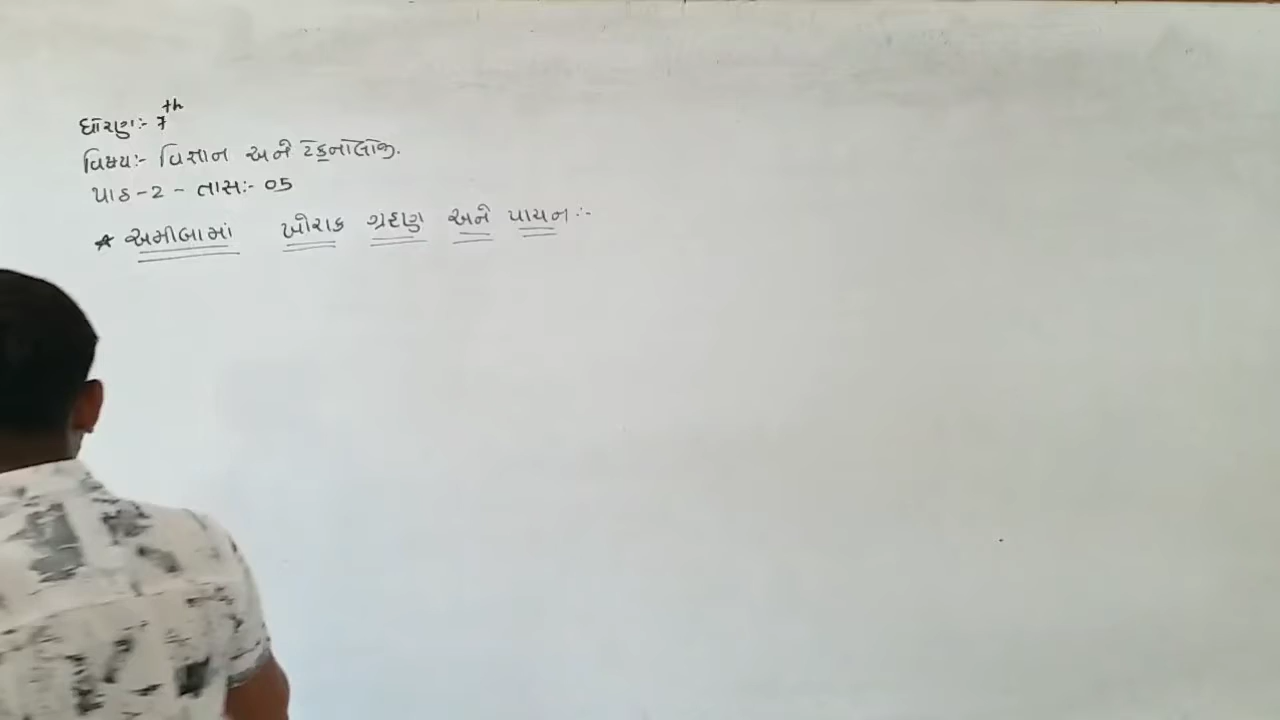 ધોરણ:- 7th
વિષય:- વિજ્ઞાન અને ટેકનોલોજી.
પાઠ - 2 - તાસ:- 05
* અમીબામાં ખોરાક ગ્રહણ અને પાચન :-